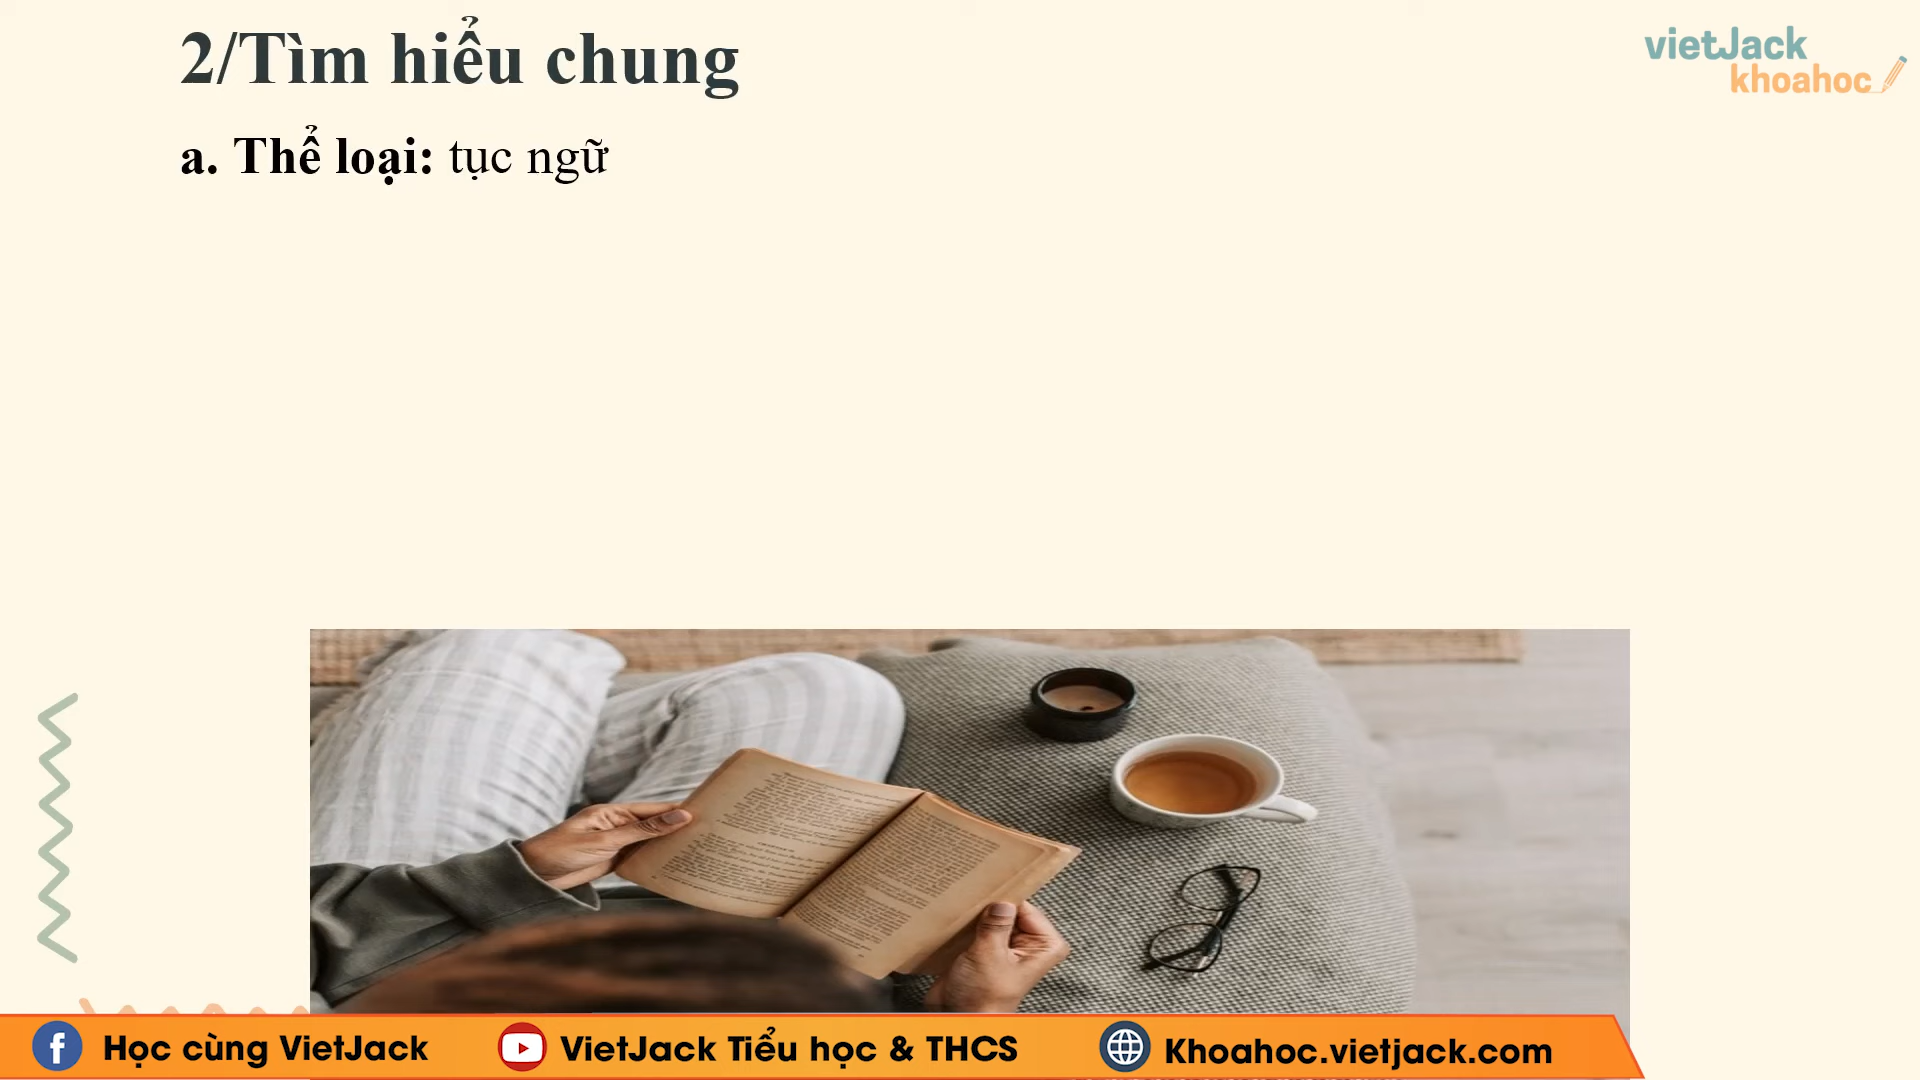 2/Tìm hiểu chung
vietJack
khoahoc
a. Thể loại: tục ngữ
Học cùng VietJack
VietJack Tiểu học & THCS
Khoahoc.vietjack.com